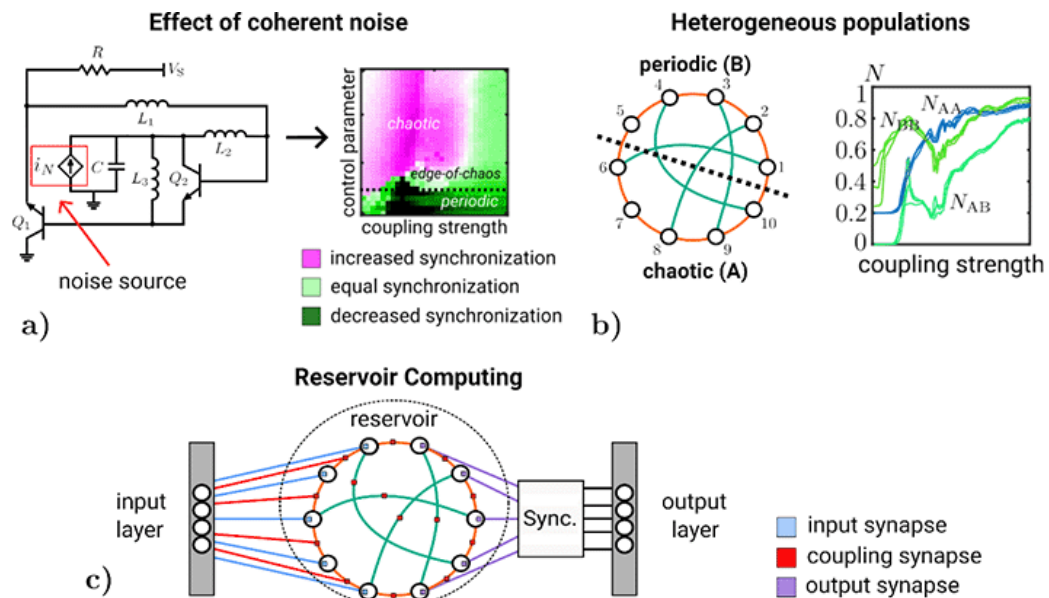 Effect of coherent noise
R
V_S
L_1
L_2
i_N
C
L_3
Q_2
Q_1
noise source
control parameter
chaotic
edge-of-chaos
periodic
coupling strength
increased synchronization
equal synchronization
decreased synchronization
a)
Heterogeneous populations
periodic (B)
4
3
5
2
6
1
7
10
8
9
chaotic (A)
N
1
0.8
0.6
0.4
0.2
0
N_AA
N_BB
N_AB
coupling strength
b)
Reservoir Computing
reservoir
input
layer
Sync.
output
layer
input synapse
coupling synapse
output synapse
c)